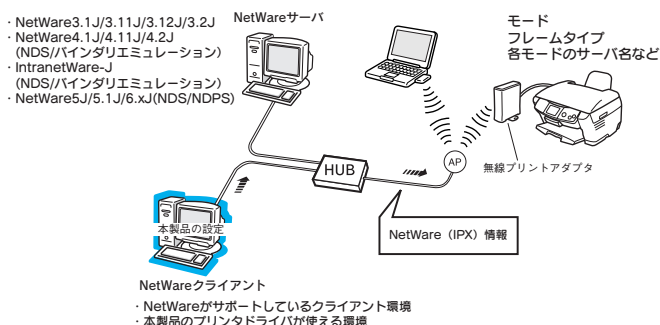 ・NetWare3.1J/3.11J/3.12J/3.2J
・NetWare4.1J/4.11J/4.2J
（NDS/バインダリエミュレーション）
・IntranetWare-J
（NDS/バインダリエミュレーション）
・NetWare5J/5.1J/6.xJ(NDS/NDPS)
NetWareサーバ
モード
フレームタイプ
各モードのサーバ名など
AP
無線プリントアダプタ
HUB
本製品の設定
NetWare（IPX）情報
NetWareクライアント
・NetWareがサポートしているクライアント環境
・本製品のプリンタドライバが使える環境